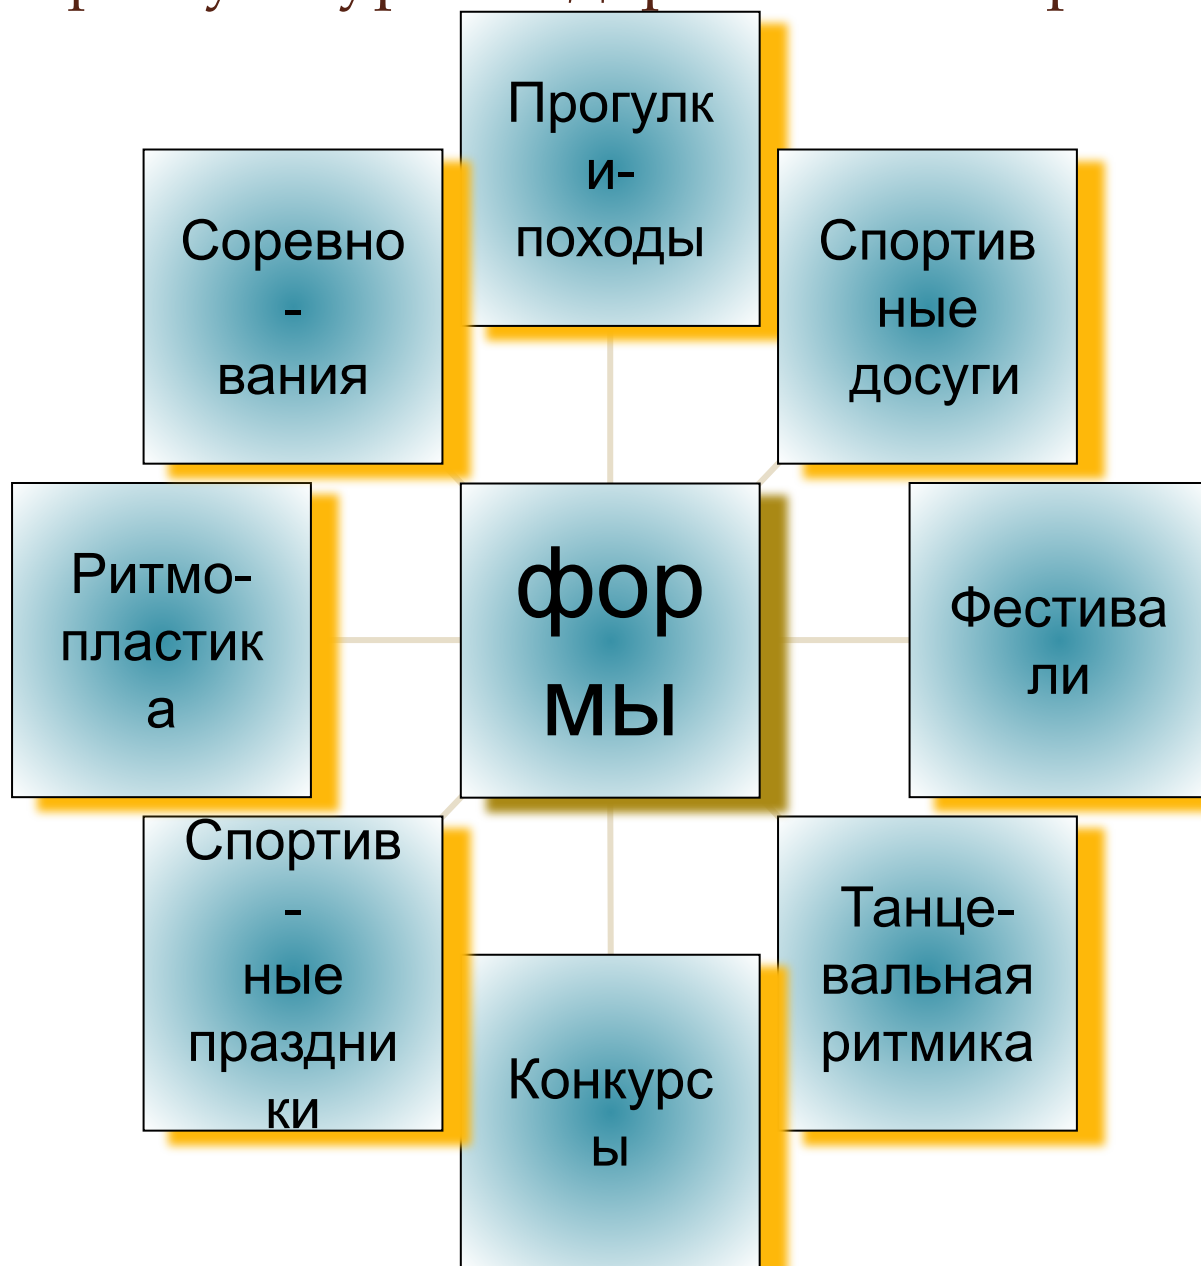 Прогулк
и-
походы
Соревно
-
вания
Спортив
ные
досуги
Ритмо-
пластик
а
фор
мы
Фестива
ли
Спортив
-
ные
праздни
ки
Танце-
вальная
ритмика
Конкурс
ы